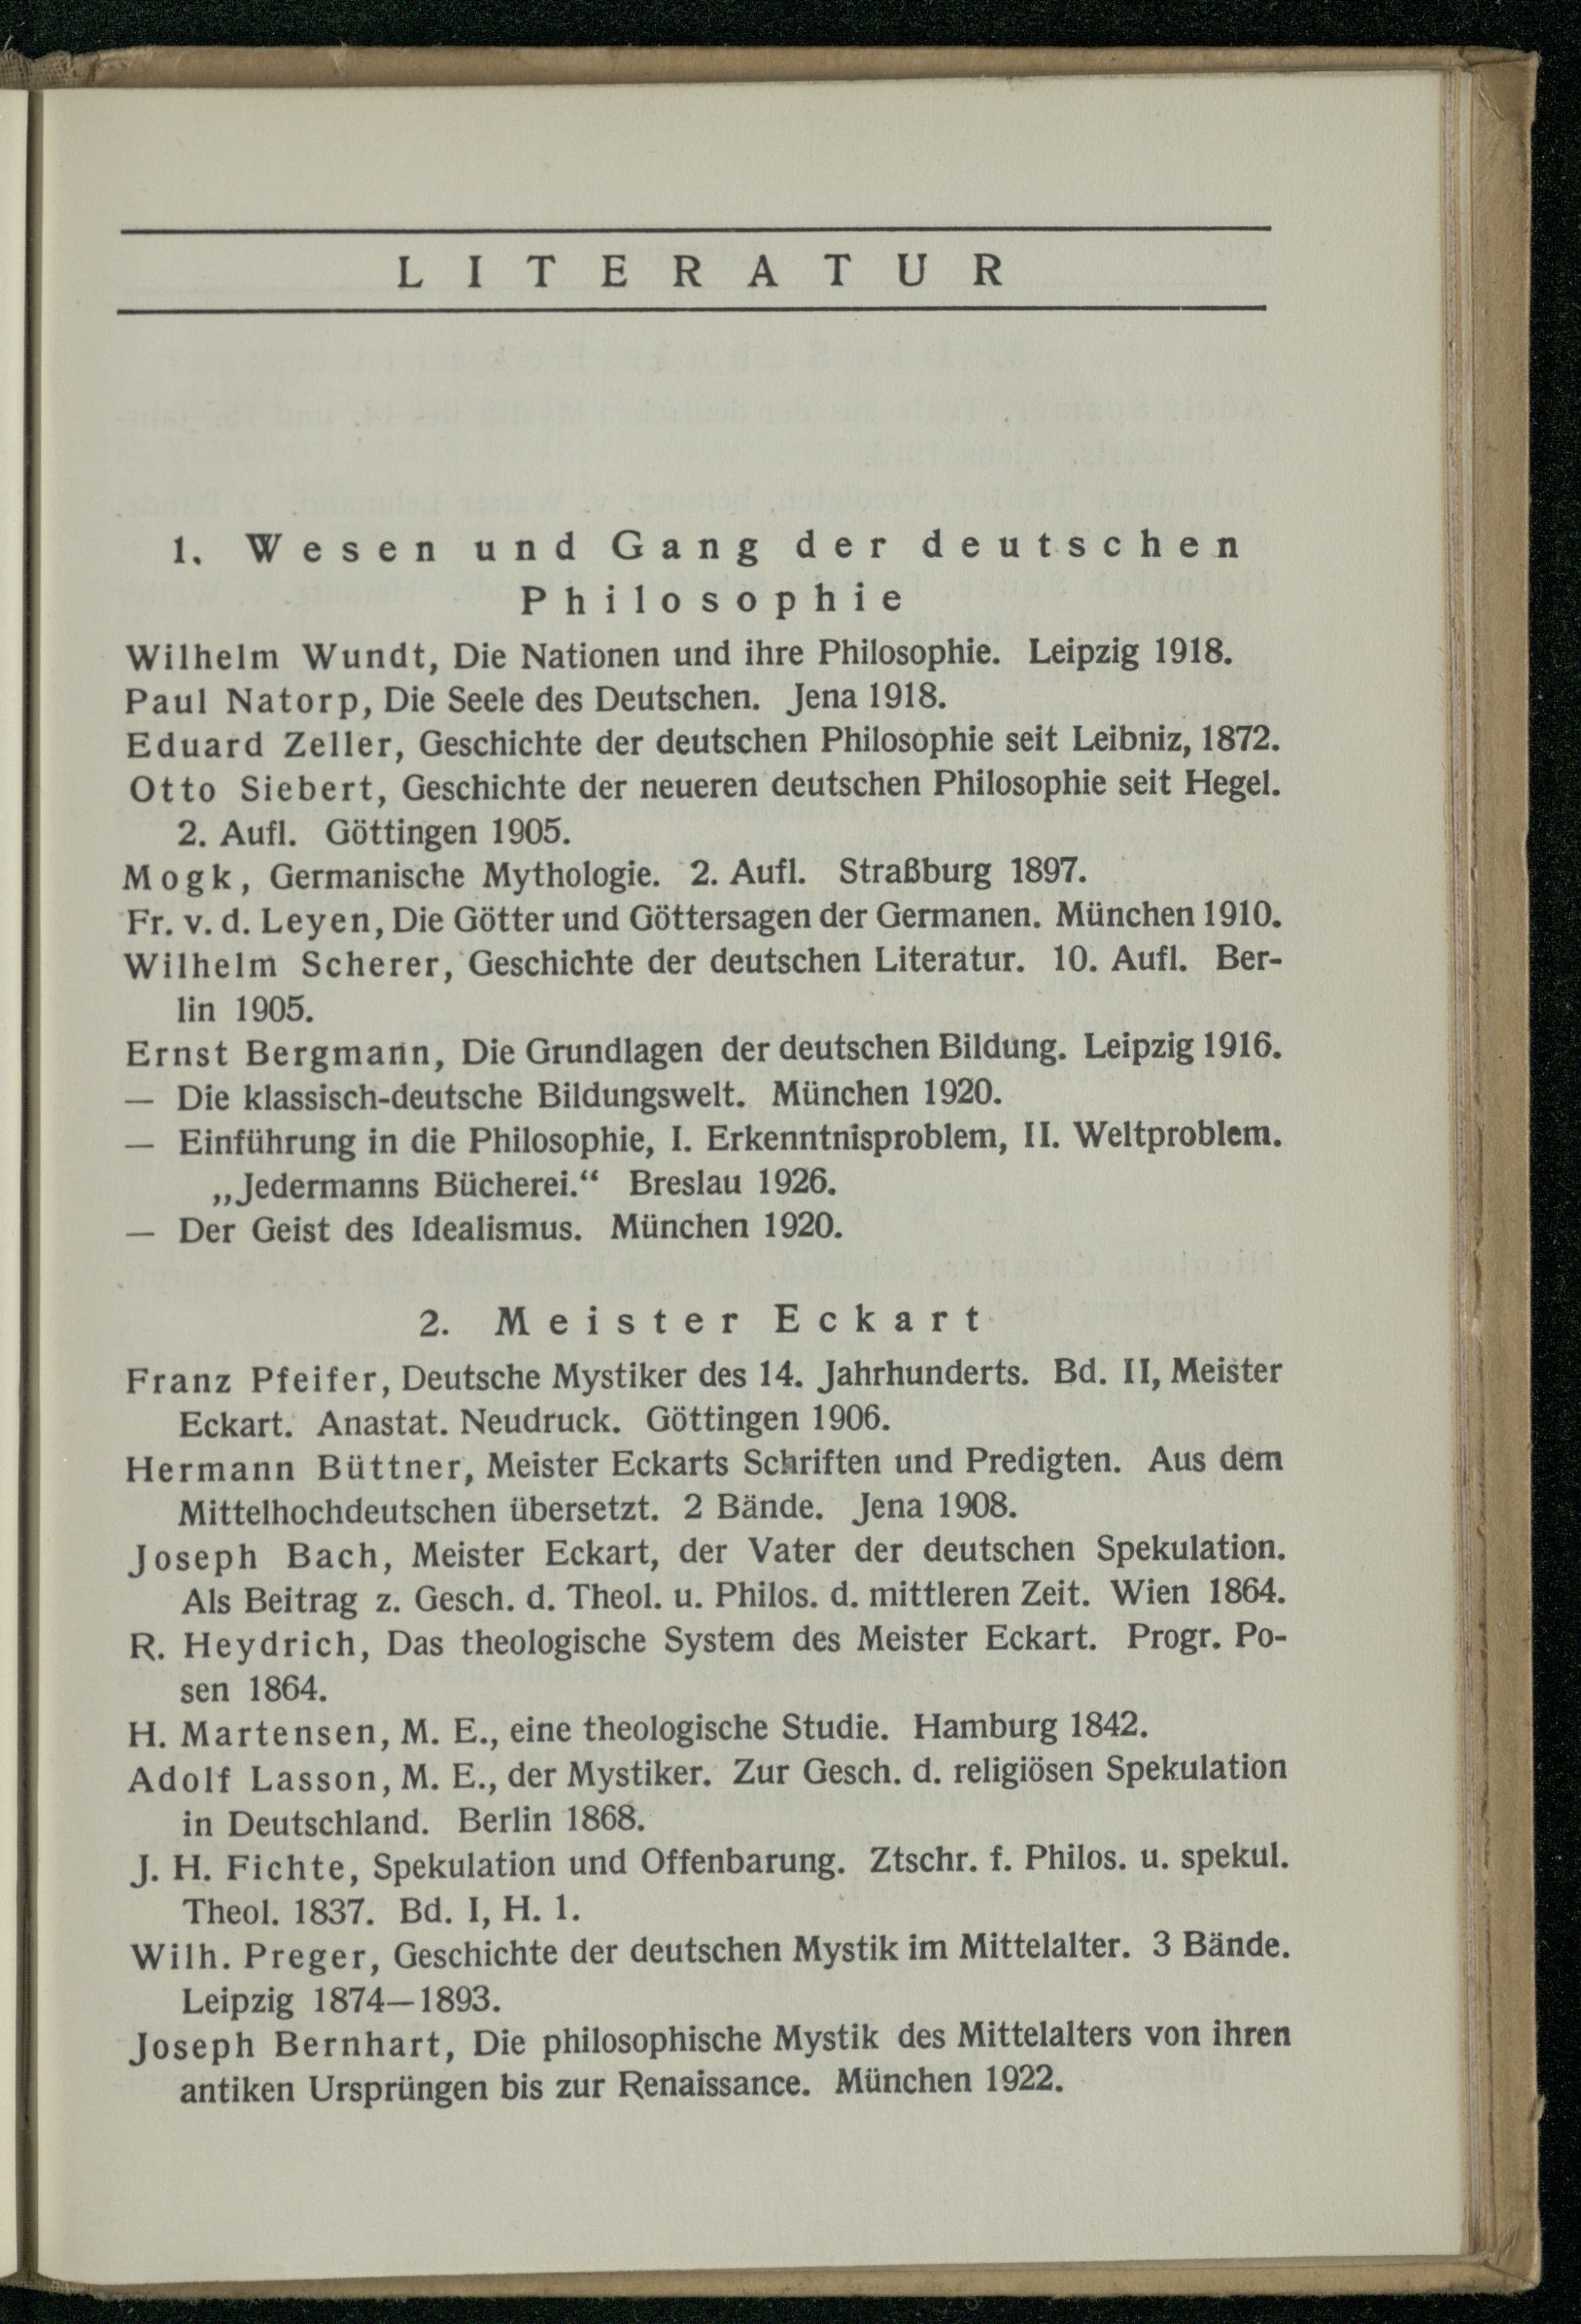 LITERATUR
1. Wesen und Gang der deutschen
Philosophie
Wilhelm Wundt, Die Nationen und ihre Philosophie. Leipzig 1918.
Paul Natorp, Die Seele des Deutschen. Jena 1918.
Eduard Zeller, Geschichte der deutschen Philosophie seit Leibniz, 1872.
Otto Siebert, Geschichte der neueren deutschen Philosophie seit Hegel.
2. Aufl. Göttingen 1905.
Mogk, Germanische Mythologie. 2. Aufl. Straßburg 1897.
Fr. v. d. Leyen, Die Götter und Göttersagen der Germanen. München 1910.
Wilhelm Scherer, Geschichte der deutschen Literatur. 10. Aufl. Ber-
lin 1905.
Ernst Bergmann, Die Grundlagen der deutschen Bildung. Leipzig 1916.
— Die klassisch-deutsche Bildungswelt. München 1920.
— Einführung in die Philosophie, I. Erkenntnisproblem, II. Weltproblem.
„Jedermanns Bücherei.“ Breslau 1926.
— Der Geist des Idealismus. München 1920.
2. Meister Eckart
Franz Pfeifer, Deutsche Mystiker des 14. Jahrhunderts. Bd. II, Meister
Eckart. Anastat. Neudruck. Göttingen 1906.
Hermann Büttner, Meister Eckarts Schriften und Predigten. Aus dem
Mittelhochdeutschen übersetzt. 2 Bände. Jena 1908.
Joseph Bach, Meister Eckart, der Vater der deutschen Spekulation.
Als Beitrag z. Gesch. d. Theol. u. Philos. d. mittleren Zeit. Wien 1864.
R. Heydrich, Das theologische System des Meister Eckart. Progr. Po-
sen 1864.
H. Martensen, M. E., eine theologische Studie. Hamburg 1842.
Adolf Lasson, M. E., der Mystiker. Zur Gesch. d. religiösen Spekulation
in Deutschland. Berlin 1868.
J. H. Fichte, Spekulation und Offenbarung. Ztschr. f. Philos. u. spekul.
Theol. 1837. Bd. I, H. 1.
Wilh. Preger, Geschichte der deutschen Mystik im Mittelalter. 3 Bände.
Leipzig 1874—1893.
Joseph Bernhart, Die philosophische Mystik des Mittelalters von ihren
antiken Ursprüngen bis zur Renaissance. München 1922.